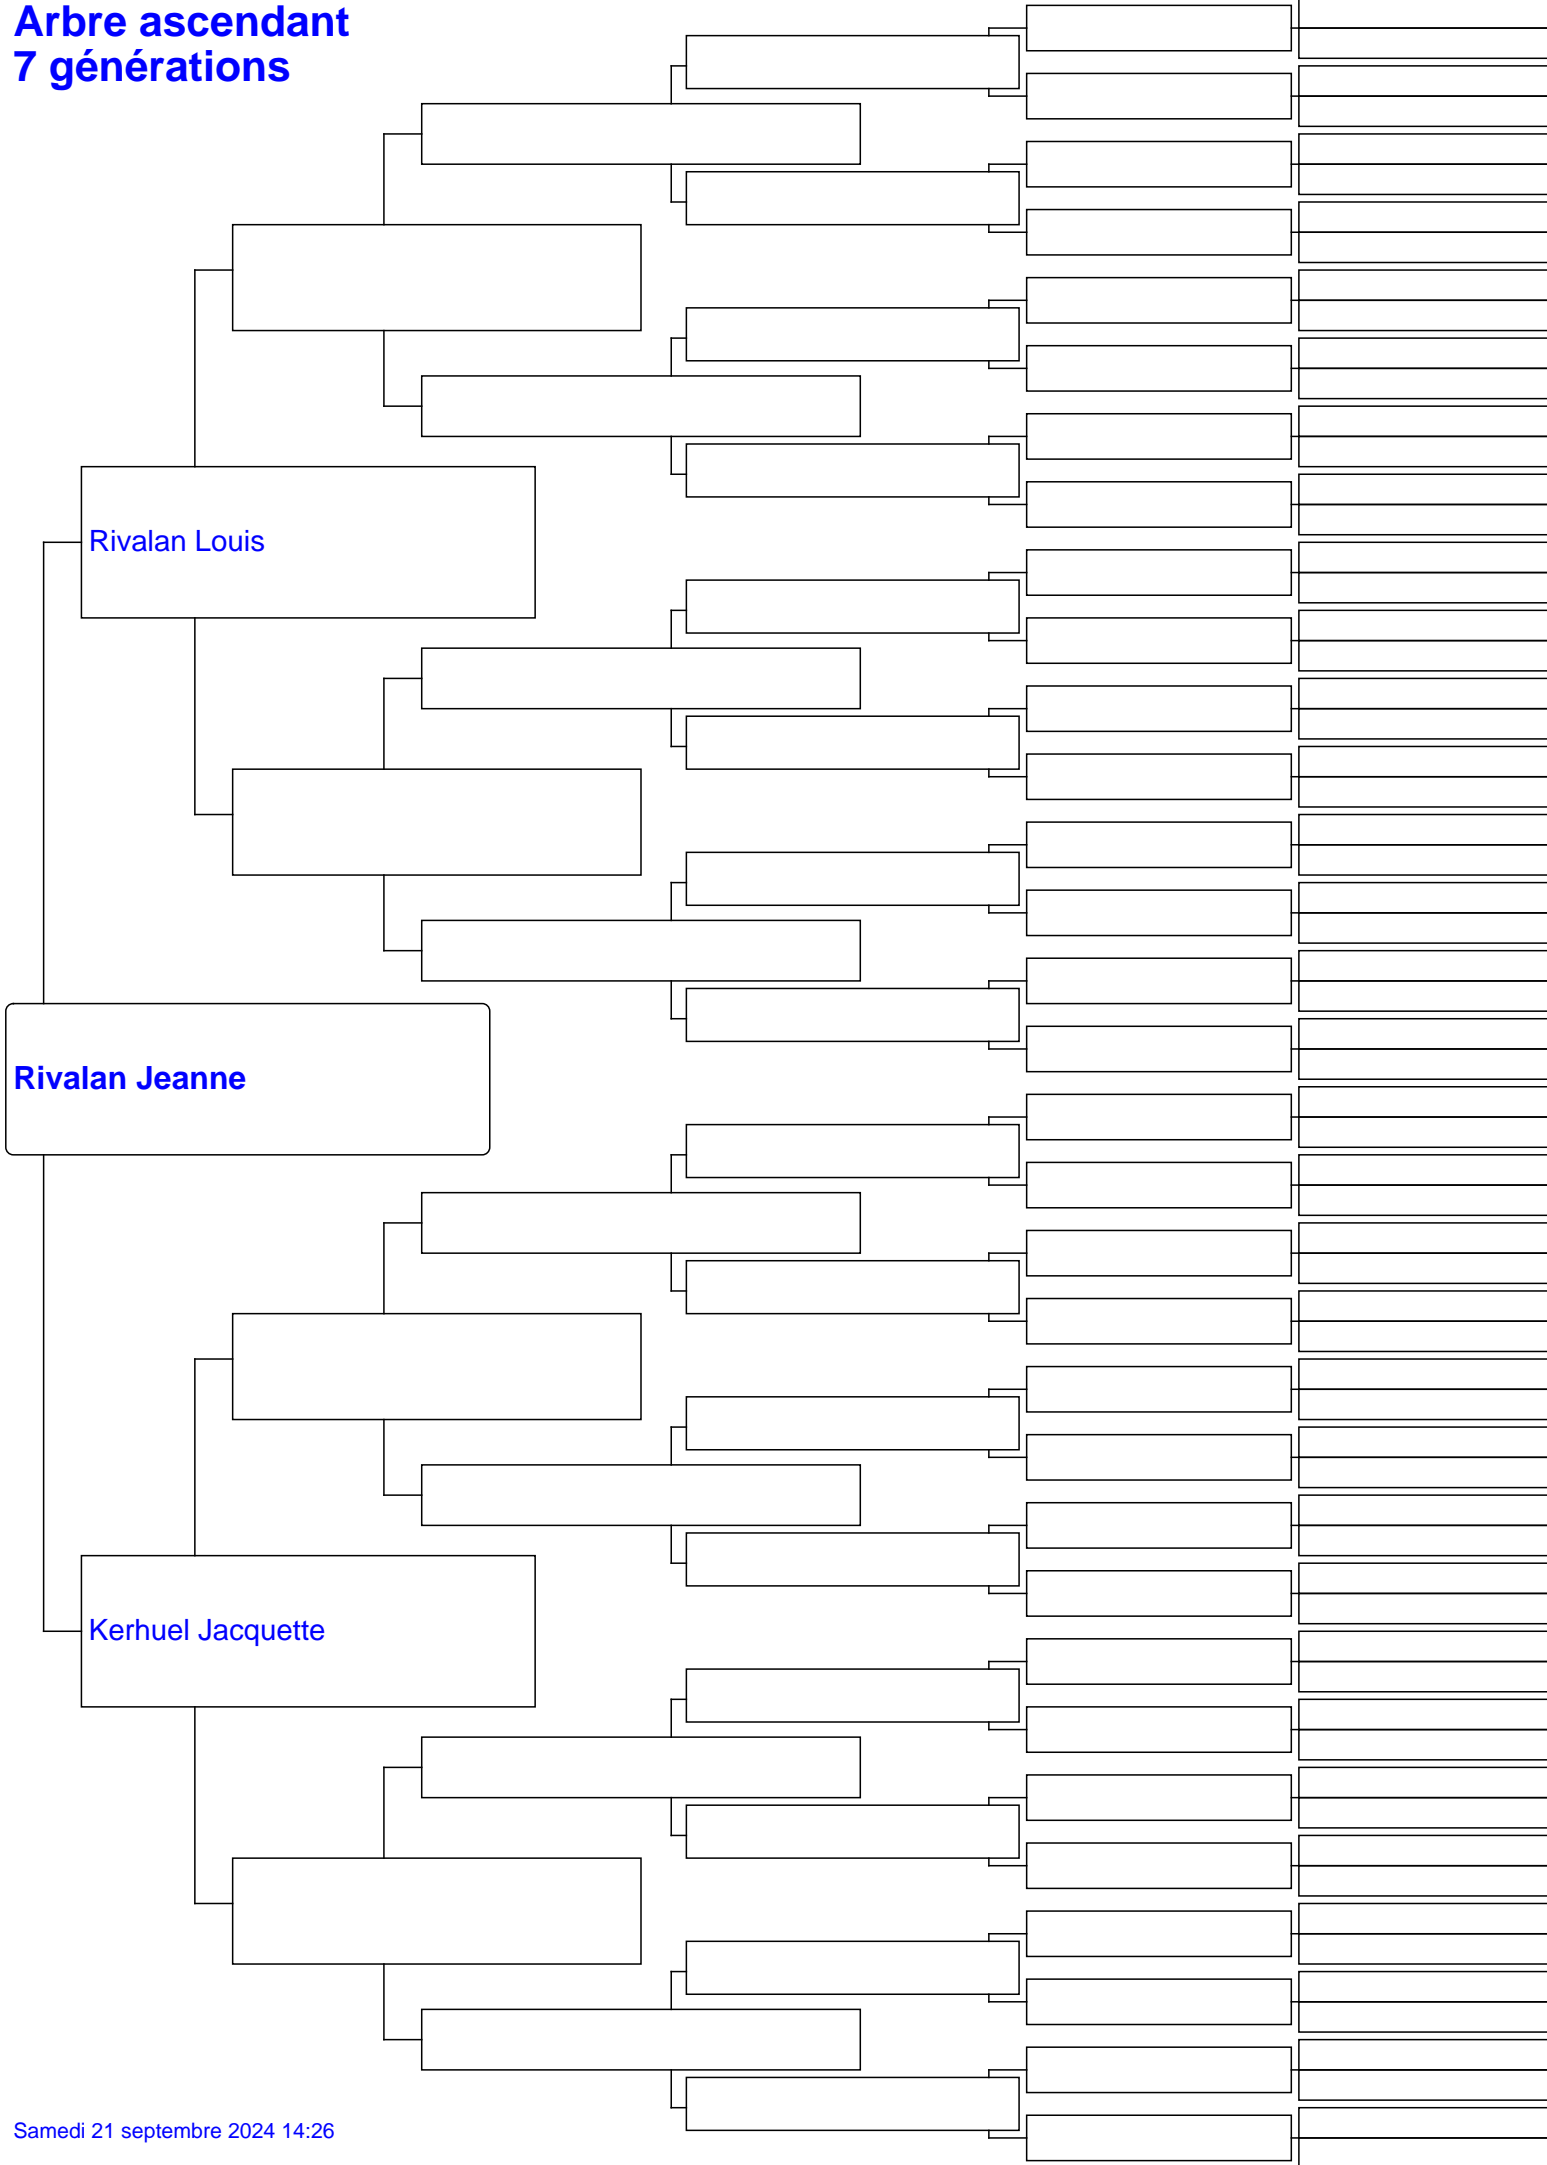 Arbre ascendant
7 générations
Rivalan Louis
Rivalan Jeanne
Kerhuel Jacquette
Samedi 21 septembre 2024 14:26